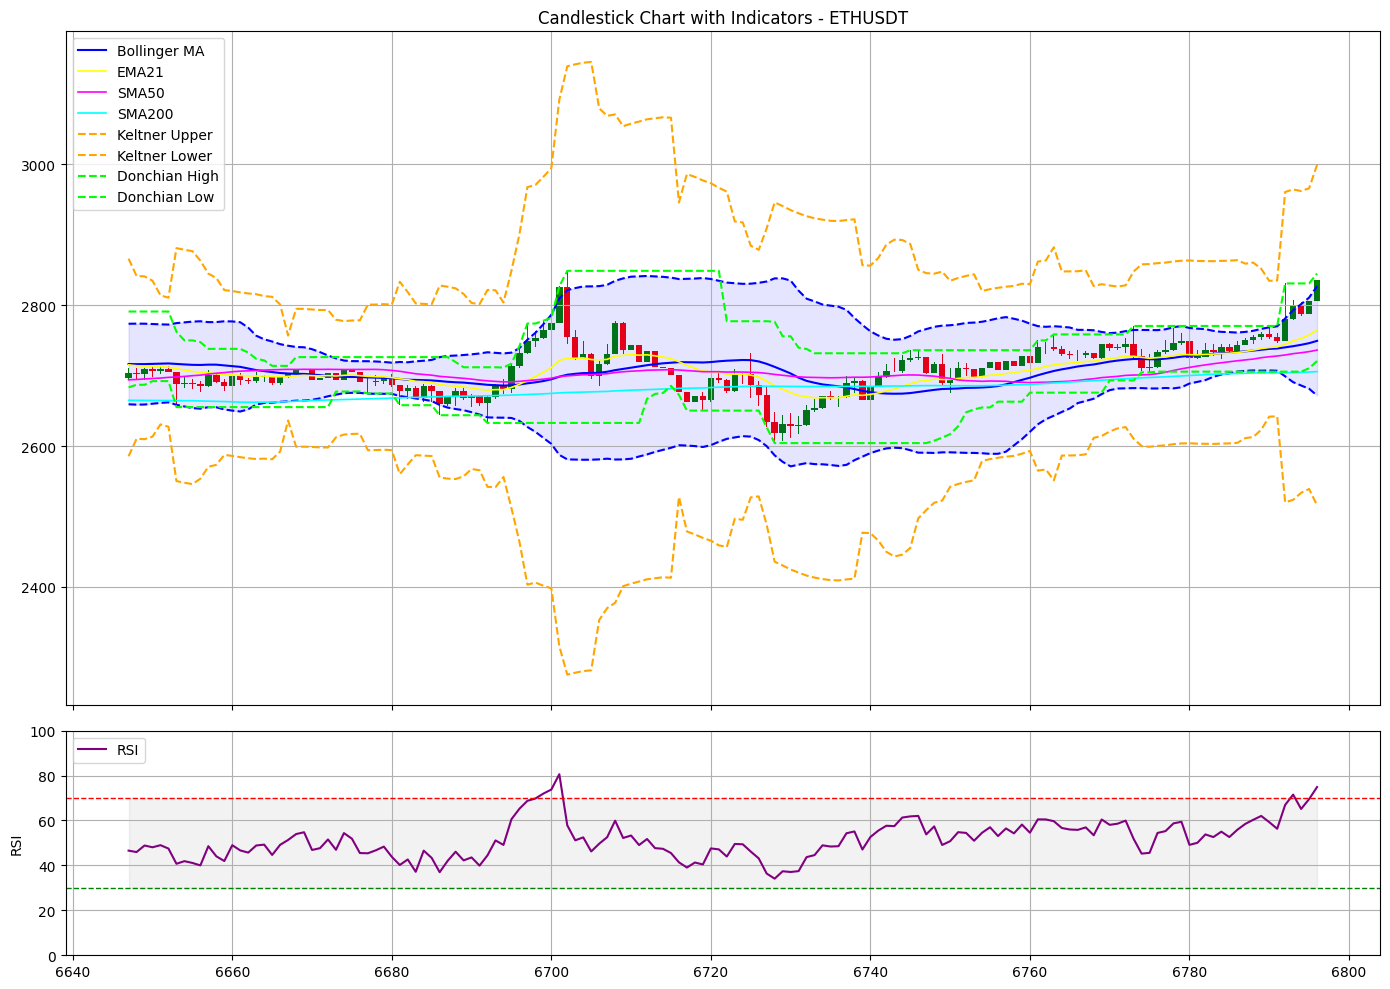 Candlestick Chart with Indicators - ETHUSDT
Bollinger MA
EMA21
SMA50
SMA200
Keltner Upper
Keltner Lower
Donchian High
Donchian Low
3000
2800
2600
2400
RSI
100
80
60
40
20
0
RSI
6640 6660 6680 6700 6720 6740 6760 6780 6800